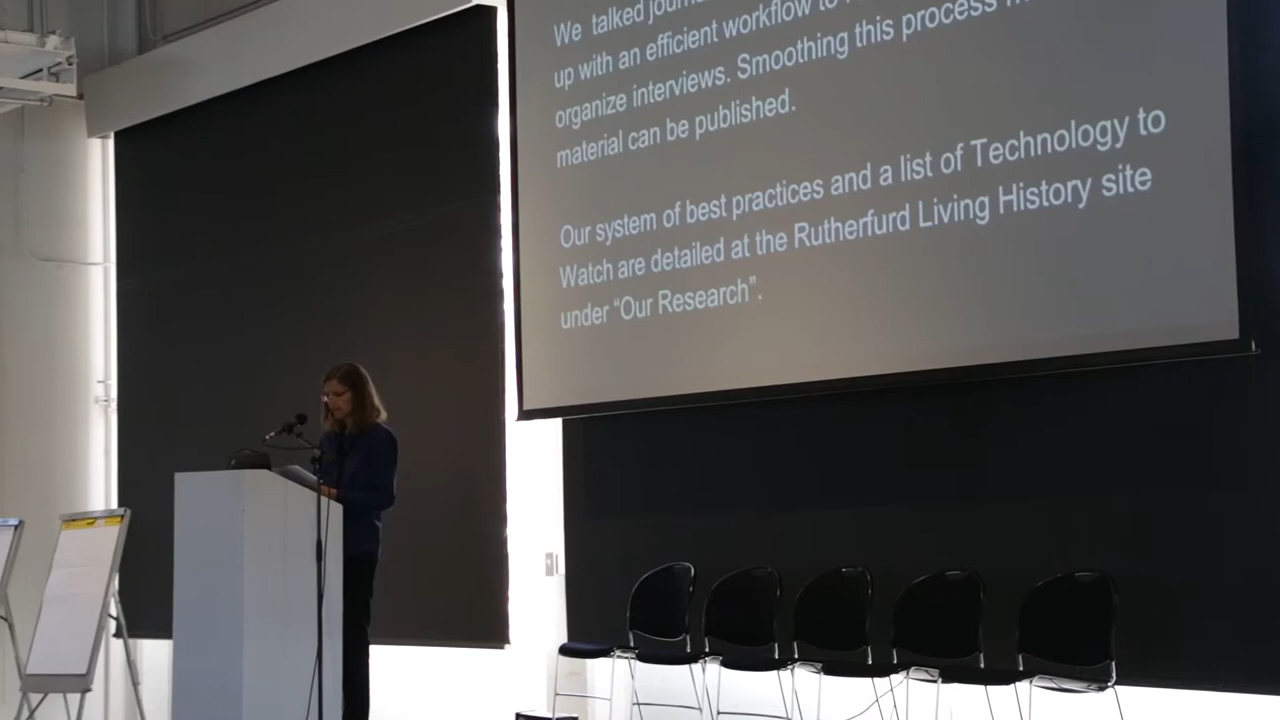 We talked
up with an efficient workflow to
organize interviews. Smoothing this process
material can be published.
Our system of best practices and a list of Technology to
Watch are detailed at the Rutherfurd Living History site
under “Our Research”.